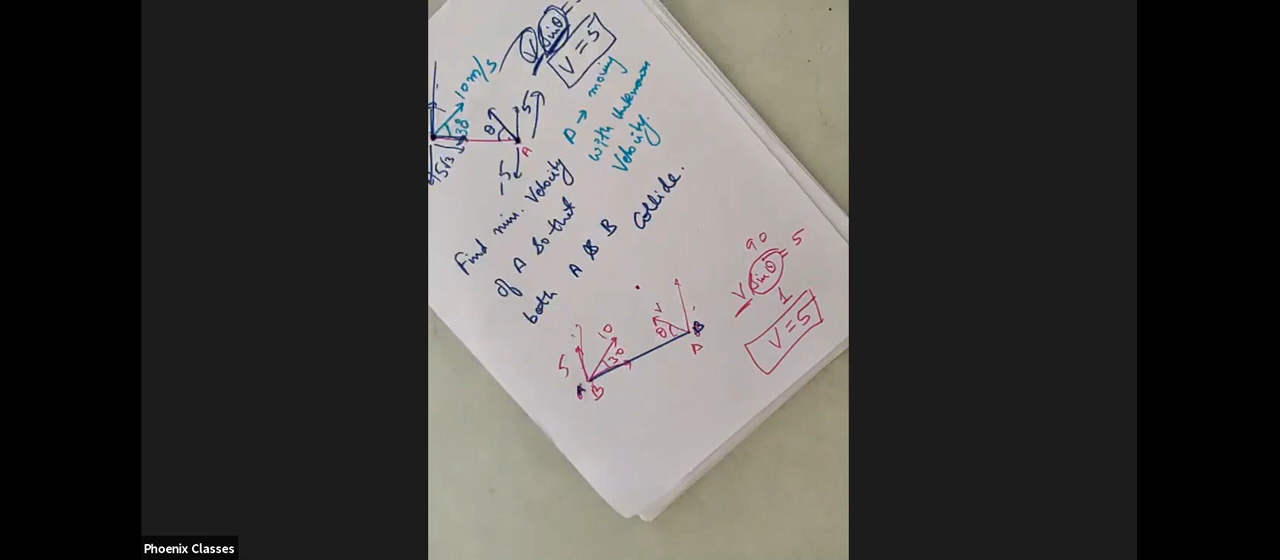 V sinθ =
V = 5
10 m/s
30
5√3
θ
5
A
-5
A → moving
with unknown
Velocity.
Find min. Velocity
of A so that
both A & B collide.
90
V sinθ = 5
1
V = 5
5
10
30
B
θ
V
A
Phoenix Classes